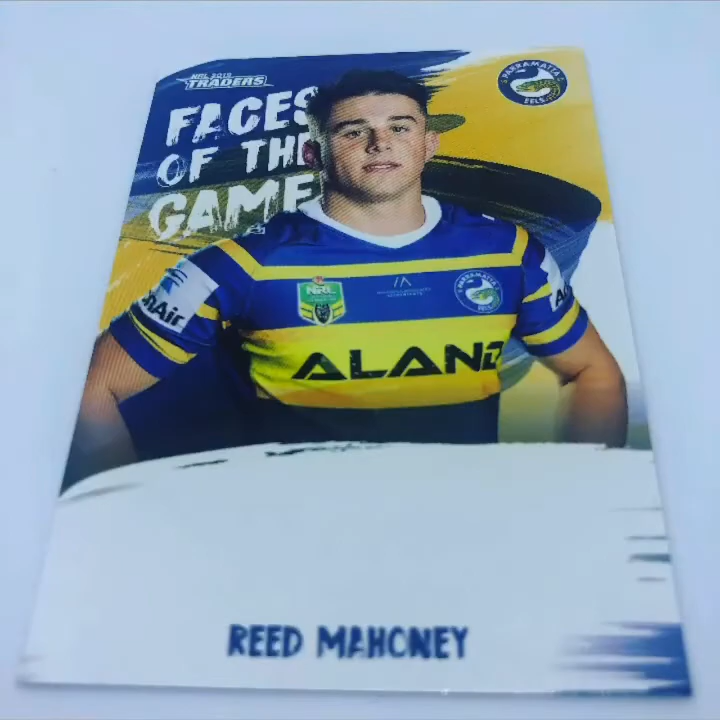 NRL 2019
TRADERS
FACES
OF THE
GAME
PARRAMATTA
EELS
NRL
PARRAMATTA
EELS
ALAND
REED MAHONEY